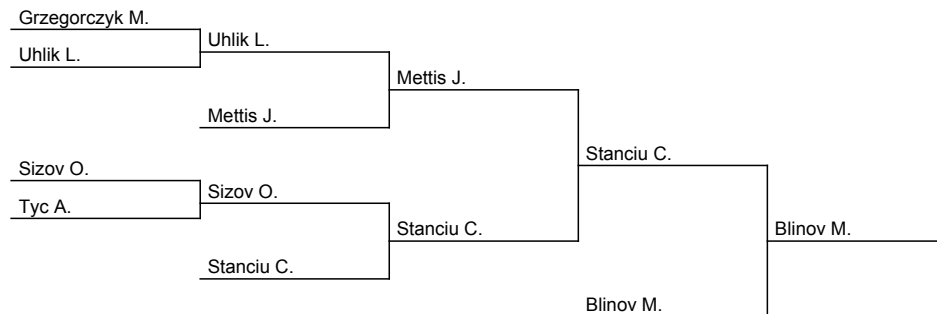 Grzegorczyk M.
Uhlik L.
Uhlik L.
Mettis J.
Mettis J.
Sizov O.
Stanciu C.
Tyc A.
Sizov O.
Stanciu C.
Blinov M.
Stanciu C.
Blinov M.